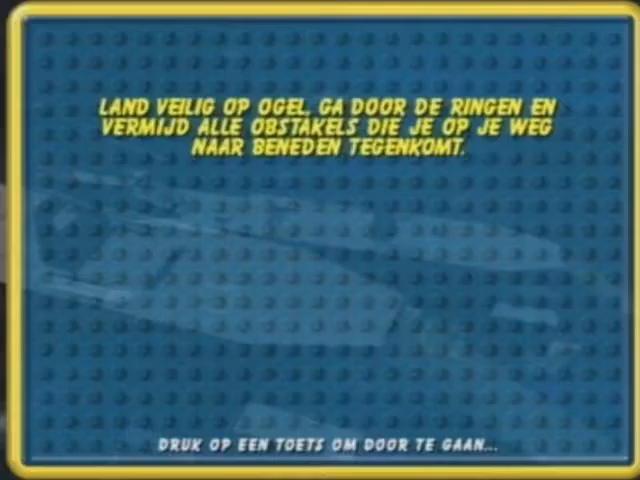 LAND VEILIG OP OGEL. GA DOOR DE RINGEN EN
VERMIJD ALLE OBSTAKELS DIE JE OP JE WEG
NAAR BENEDEN TEGENKOMT.
DRUK OP EEN TOETS OM DOOR TE GAAN...